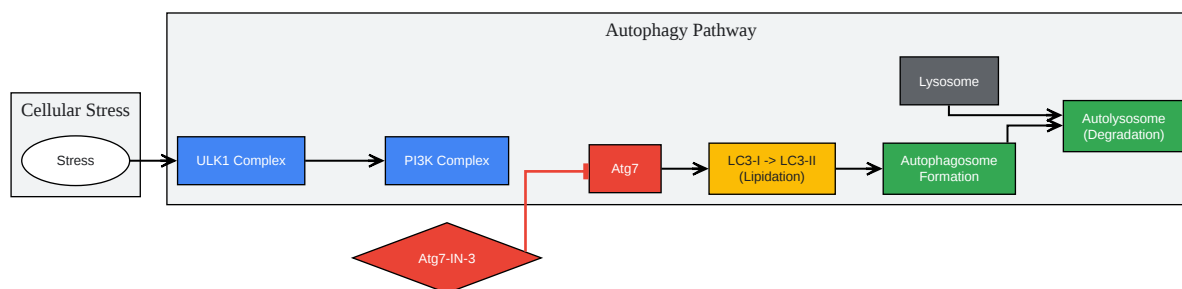 Autophagy Pathway
Cellular Stress
Stress
ULK1 Complex
PI3K Complex
Atg7
LC3-I -> LC3-II
(Lipidation)
Autophagosome
Formation
Lysosome
Autolysosome
(Degradation)
Atg7-IN-3